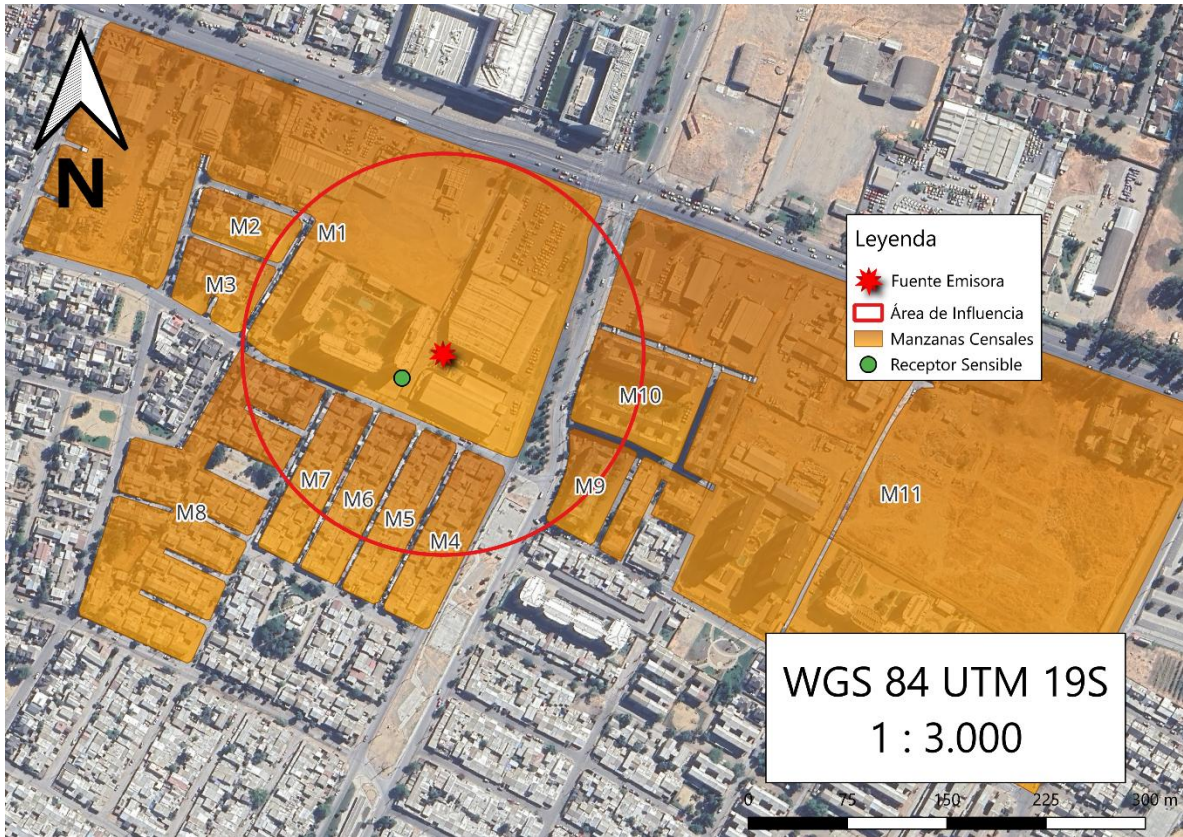 N
M2
M1
M3
Leyenda
Fuente Emisora
Área de Influencia
Manzanas Censales
Receptor Sensible
M10
M7
M9
M6
M11
M8
M5
M4
WGS 84 UTM 19S
1 : 3.000
0 75 150 225 300 m